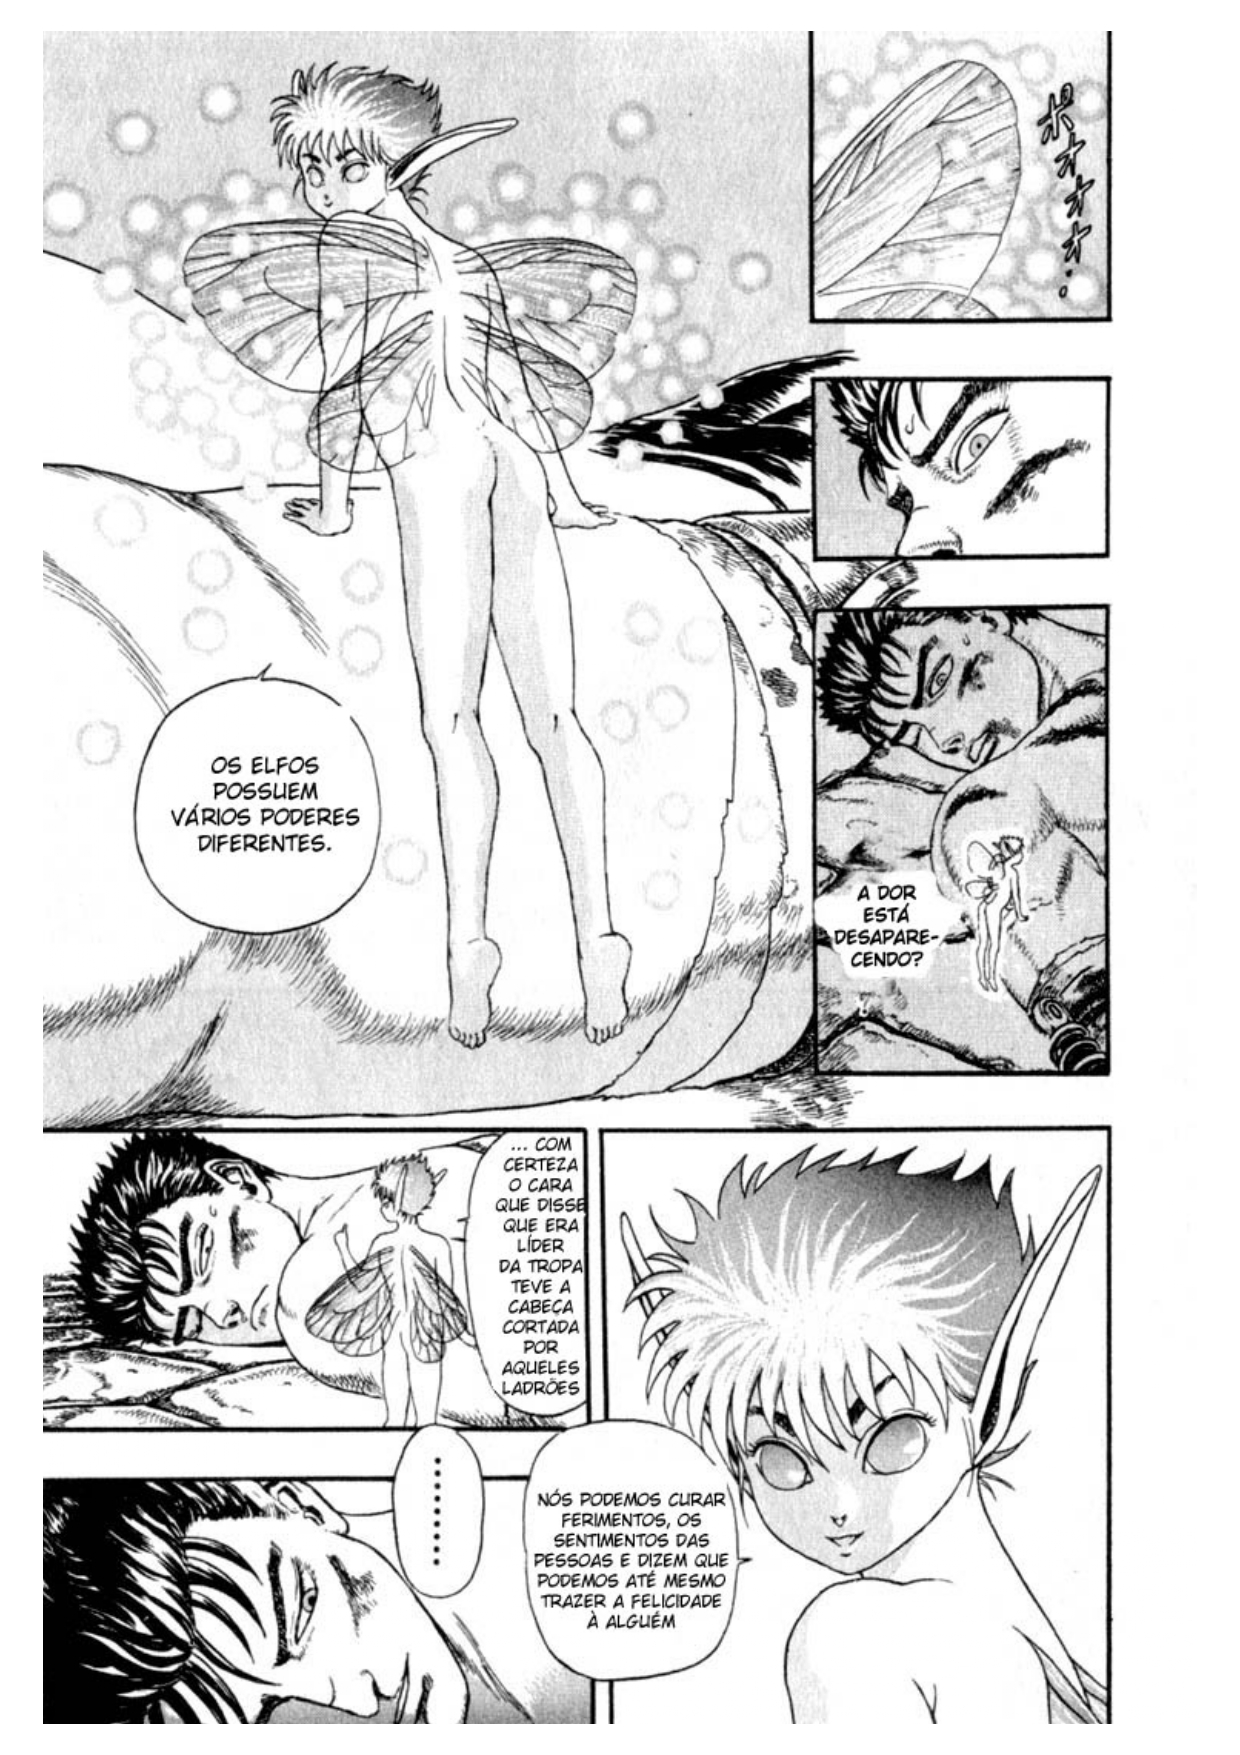 ポオオオ・・
A DOR
ESTÁ
DESAPARE-
CENDO?
OS ELFOS
POSSUEM
VÁRIOS PODERES
DIFERENTES.
NÓS PODEMOS CURAR
FERIMENTOS, OS
SENTIMENTOS DAS
PESSOAS E DIZEM QUE
PODEMOS ATÉ MESMO
TRAZER A FELICIDADE
À ALGUÉM
... COM
CERTEZA
O CARA
QUE DISSE
QUE ERA
LÍDER
DA TROPA
TEVE A
CABEÇA
CORTADA
POR
AQUELES
LADRÕES
........